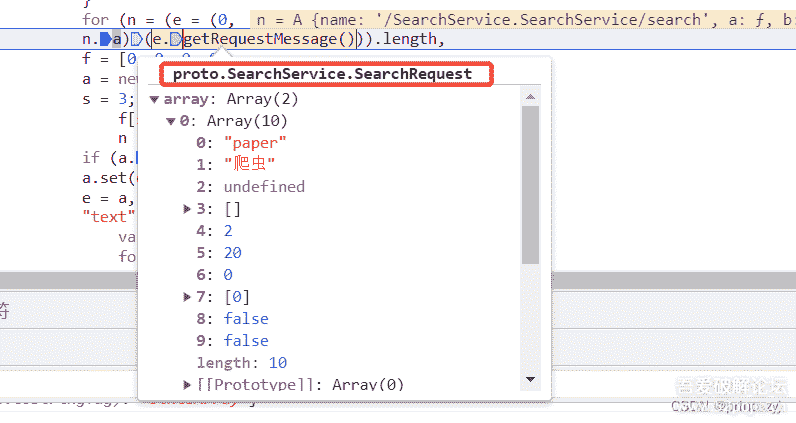 }
for (n = (e = (0, n = A {name: '/SearchService.SearchService/search', a: ƒ, b:
n. a) (e. getRequestMessage())).length,
f = [0,
a = new
s = 3;
f[
n
if (a.
a.set(
e = a,
"text"
va
fo
proto.SearchService.SearchRequest
▼ array: Array(2)
▼ 0: Array(10)
0: "paper"
1: "爬虫"
2: undefined
▶ 3: []
4: 2
5: 20
6: 0
▶ 7: [0]
8: false
9: false
length: 10
▶ [[Prototype]]: Array(0)
符
吾爱破解论坛